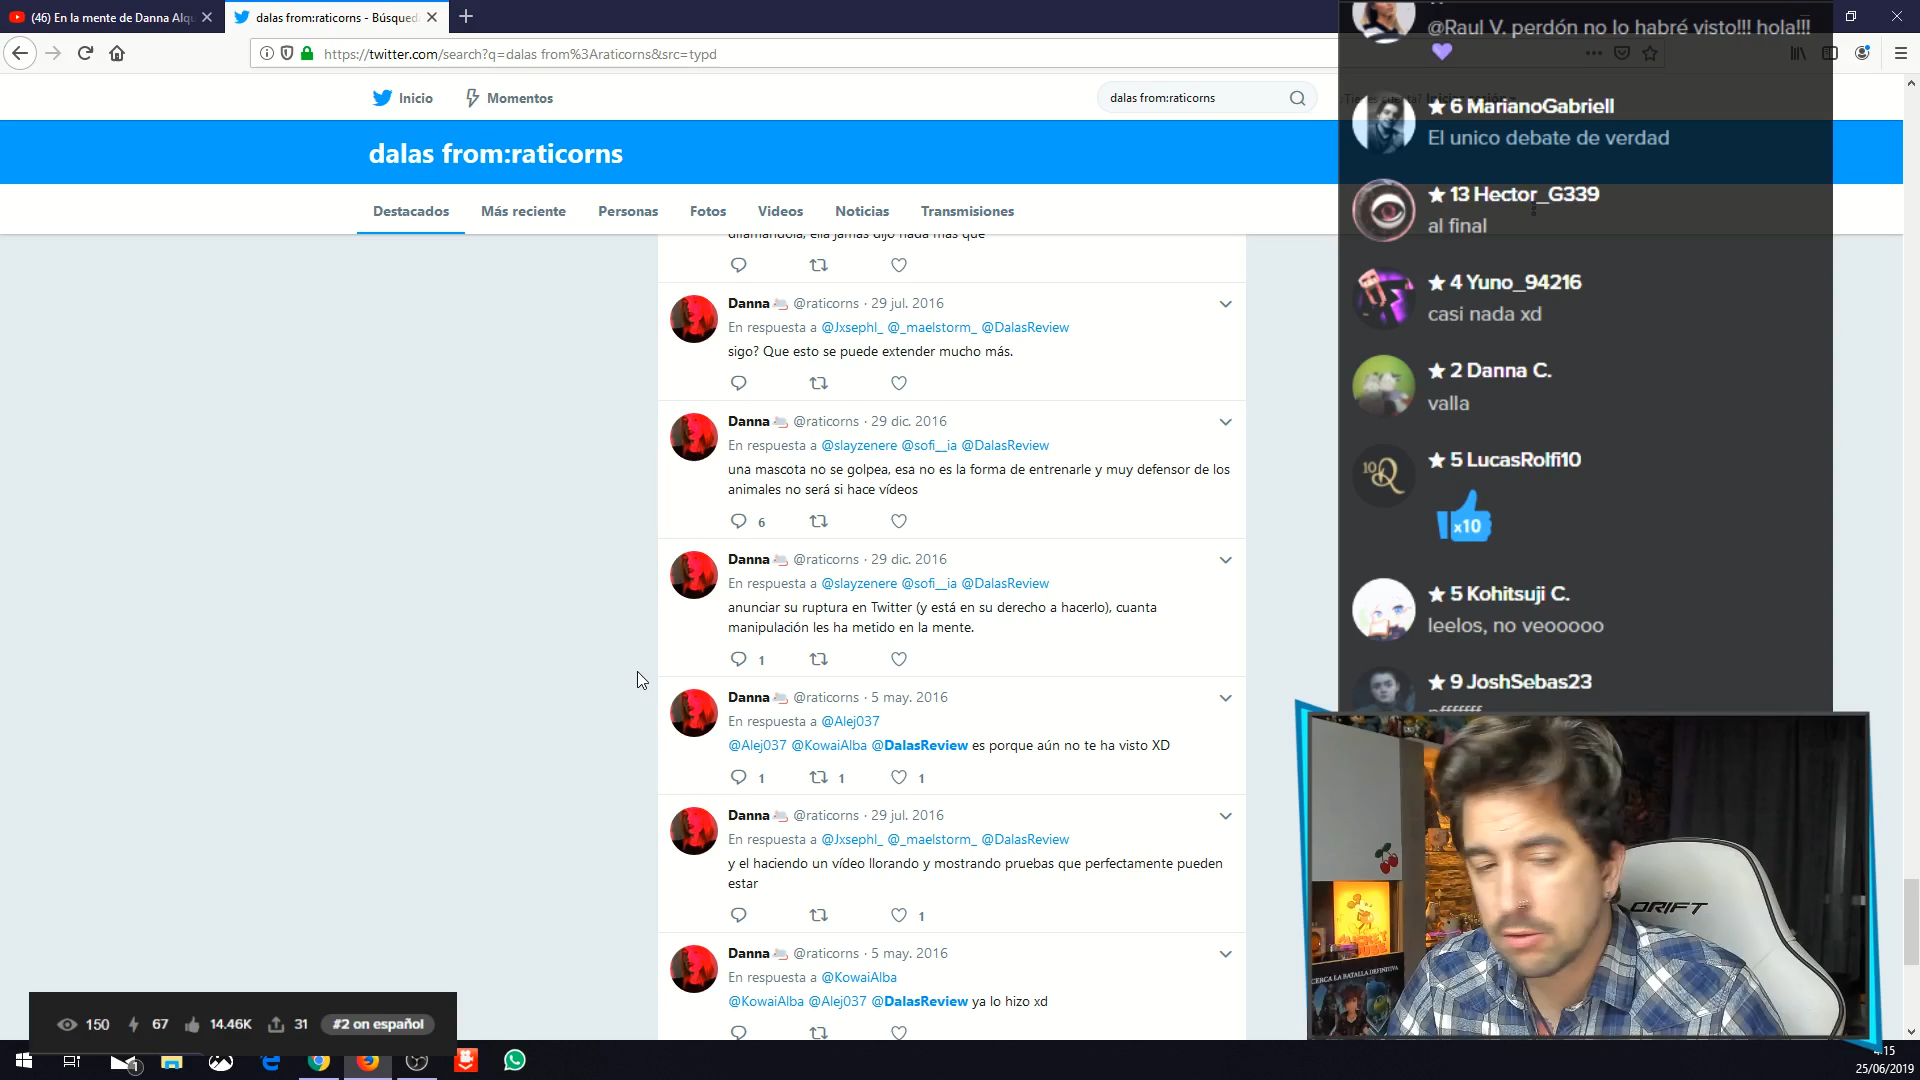 (46) En la mente de Danna Alqu
dalas from:raticorns - Búsqued
https://twitter.com/search?q=dalas from%3Araticorns&src=typd
Inicio
Momentos
dalas from:raticorns
dalas from:raticorns
Destacados
Más reciente
Personas
Fotos
Videos
Noticias
Transmisiones
difamandola, ella jamás dijo nada más que
Danna @raticorns · 29 jul. 2016
En respuesta a @Jxsephl_ @_maelstorm_ @DalasReview
sigo? Que esto se puede extender mucho más.
Danna @raticorns · 29 dic. 2016
En respuesta a @slayzenere @sofi__ia @DalasReview
una mascota no se golpea, esa no es la forma de entrenarle y muy defensor de los
animales no será si hace vídeos
6
Danna @raticorns · 29 dic. 2016
En respuesta a @slayzenere @sofi__ia @DalasReview
anunciar su ruptura en Twitter (y está en su derecho a hacerlo), cuanta
manipulación les ha metido en la mente.
1
Danna @raticorns · 5 may. 2016
En respuesta a @Alej037
@Alej037 @KowaiAlba @DalasReview es porque aún no te ha visto XD
1 1 1
Danna @raticorns · 29 jul. 2016
En respuesta a @Jxsephl_ @_maelstorm_ @DalasReview
y el haciendo un vídeo llorando y mostrando pruebas que perfectamente pueden
estar
1
Danna @raticorns · 5 may. 2016
En respuesta a @KowaiAlba
@KowaiAlba @Alej037 @DalasReview ya lo hizo xd
@Raul V. perdón no lo habré visto!!! hola!!!
★ 6 MarianoGabriell
El unico debate de verdad
★ 13 Hector_G339
al final
★ 4 Yuno_94216
casi nada xd
★ 2 Danna C.
valla
10
★ 5 LucasRolfi10
x10
★ 5 Kohitsuji C.
leelos, no veooooo
★ 9 JoshSebas23
DRIFT
CERCA LA BATALLA DEFINITIVA
150 67 14.46K 31 #2 on español
1
4:15
25/06/2019